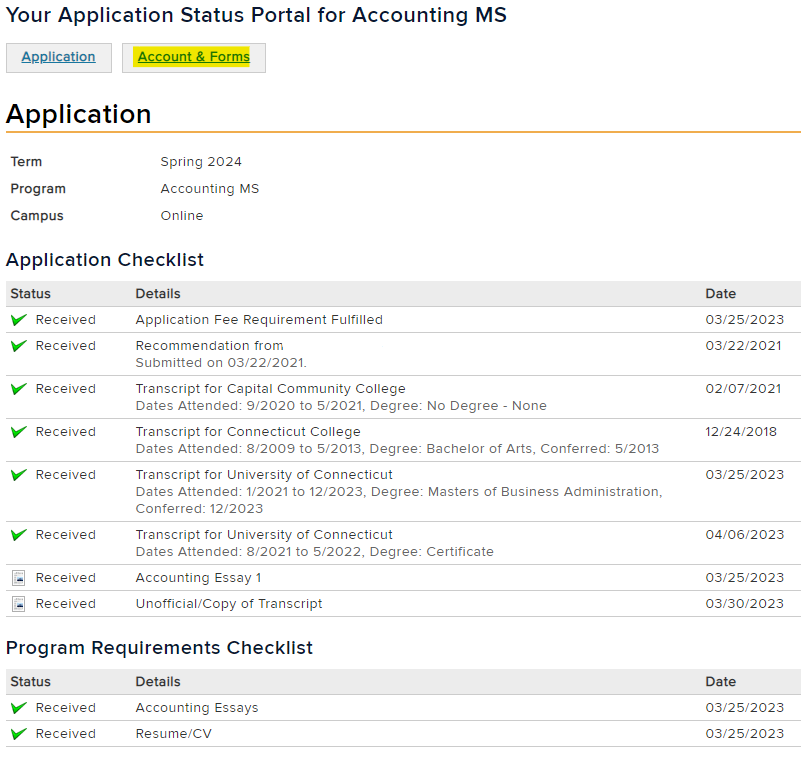 Your Application Status Portal for Accounting MS
Application Account & Forms
Application
Term Spring 2024
Program Accounting MS
Campus Online
Application Checklist
Status Details Date
Received Application Fee Requirement Fulfilled 03/25/2023
Received Recommendation from 03/22/2021
Submitted on 03/22/2021.
Received Transcript for Capital Community College 02/07/2021
Dates Attended: 9/2020 to 5/2021, Degree: No Degree - None
Received Transcript for Connecticut College 12/24/2018
Dates Attended: 8/2009 to 5/2013, Degree: Bachelor of Arts, Conferred: 5/2013
Received Transcript for University of Connecticut 03/25/2023
Dates Attended: 1/2021 to 12/2023, Degree: Masters of Business Administration,
Conferred: 12/2023
Received Transcript for University of Connecticut 04/06/2023
Dates Attended: 8/2021 to 5/2022, Degree: Certificate
Received Accounting Essay 1 03/25/2023
Received Unofficial/Copy of Transcript 03/30/2023
Program Requirements Checklist
Status Details Date
Received Accounting Essays 03/25/2023
Received Resume/CV 03/25/2023